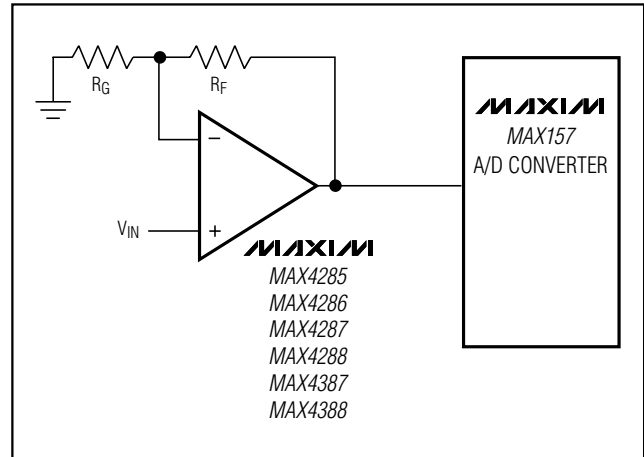 RG
RF
MAXIM
MAX157
A/D CONVERTER
−
VIN
+
MAXIM
MAX4285
MAX4286
MAX4287
MAX4288
MAX4387
MAX4388